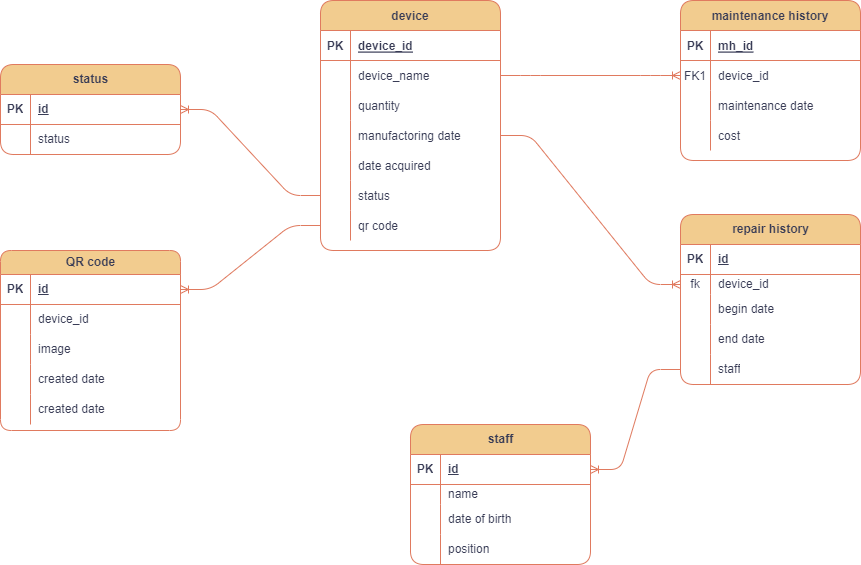 device
PK device_id
device_name
quantity
manufactoring date
date acquired
status
qr code
maintenance history
PK mh_id
FK1 device_id
maintenance date
cost
status
PK id
status
QR code
PK id
device_id
image
created date
created date
repair history
PK id
fk device_id
begin date
end date
staff
staff
PK id
name
date of birth
position